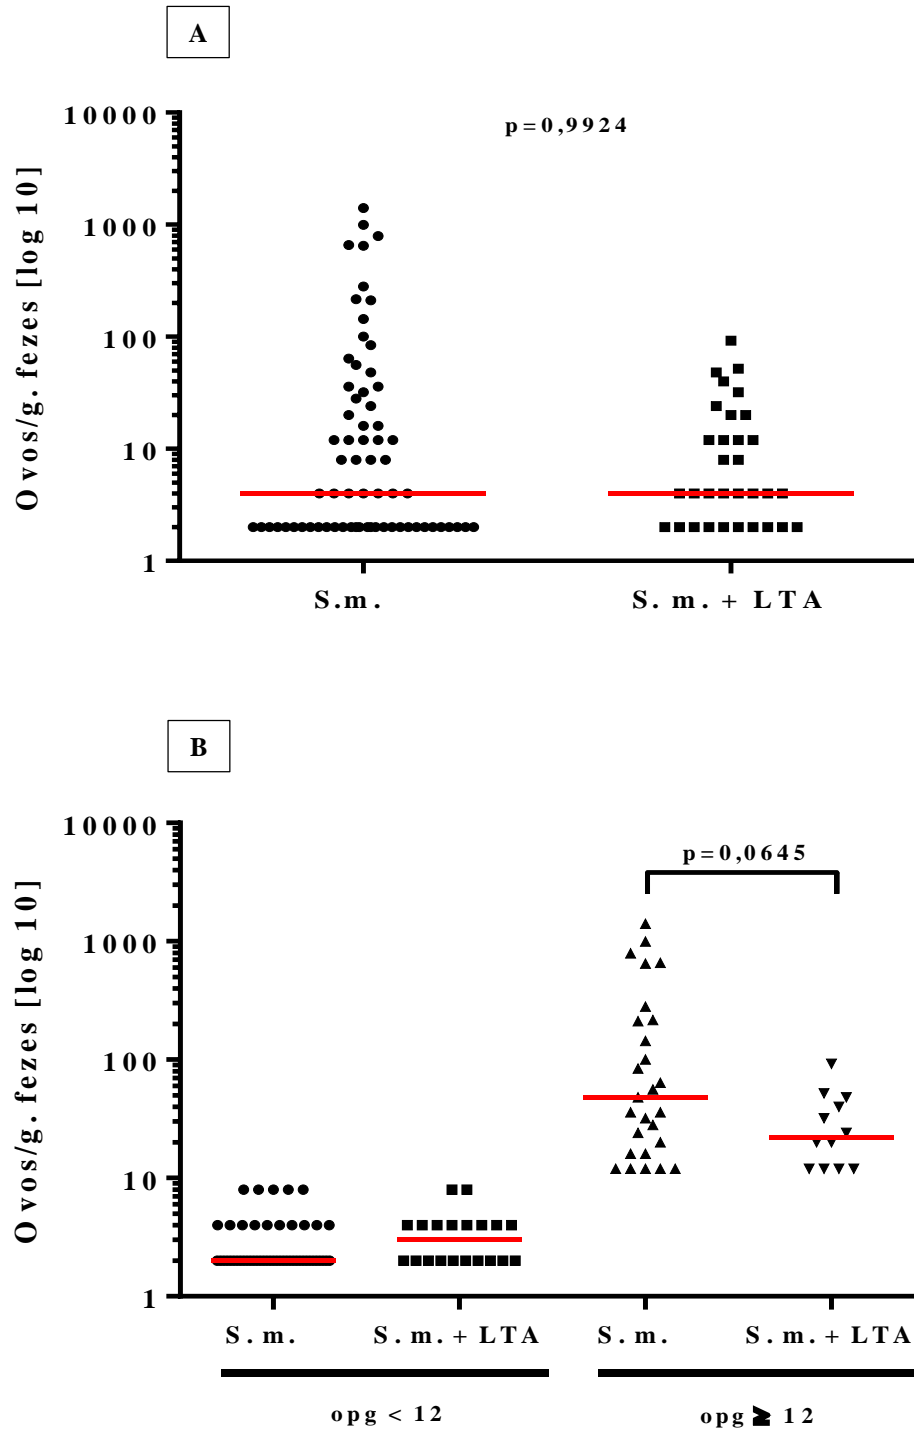 A
10000
p=0,9924
1000
100
10
1
Ovos/g. fezes [log 10]
S.m.
S. m. + LTA
B
10000
p=0,0645
1000
100
10
1
Ovos/g. fezes [log 10]
S. m.
S. m. + LTA
S. m.
S. m. + LTA
opg < 12
opg ≥ 12